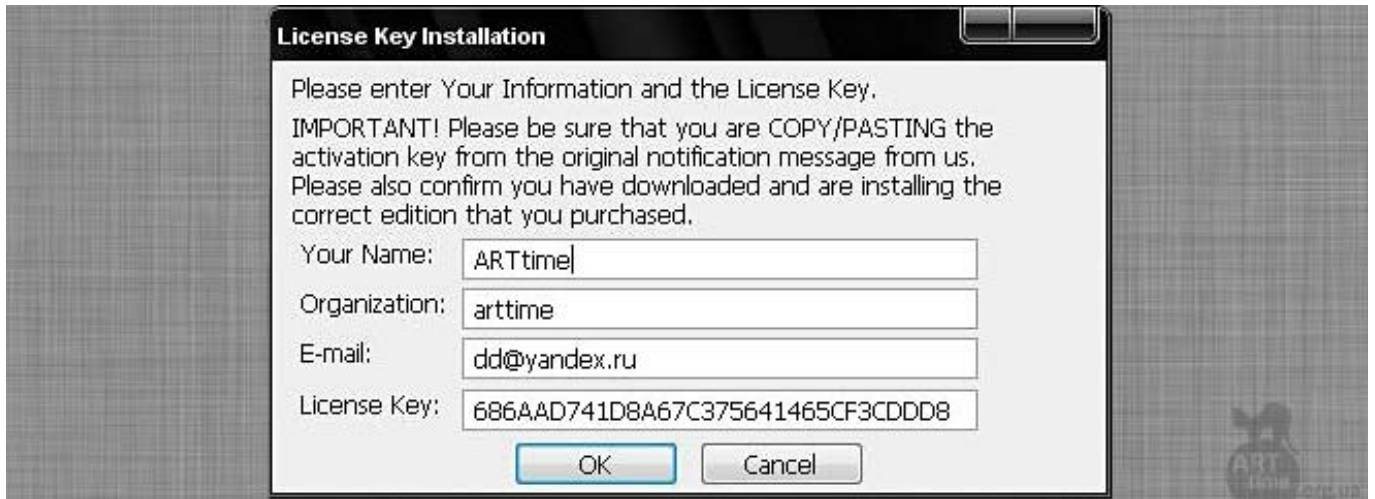 License Key Installation
Please enter Your Information and the License Key.
IMPORTANT! Please be sure that you are COPY/PASTING the
activation key from the original notification message from us.
Please also confirm you have downloaded and are installing the
correct edition that you purchased.
Your Name: ARTtime
Organization: arttime
E-mail: dd@yandex.ru
License Key: 686AAD741D8A67C375641465CF3CDDD8
OK Cancel
ART